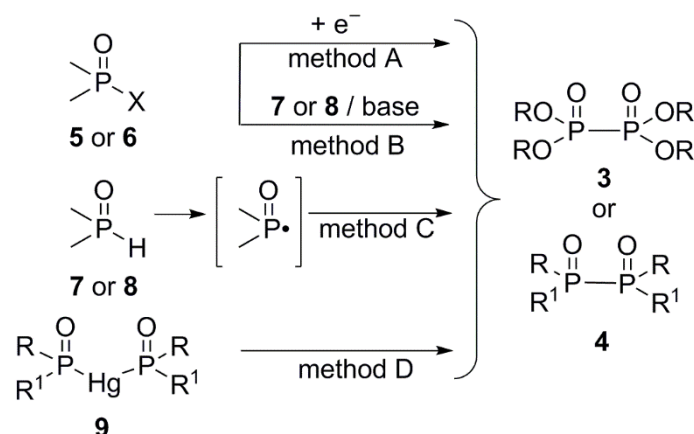 O
P
X
5 or 6
+ e⁻
method A
7 or 8 / base
method B
O
P
H
7 or 8
O
P•
method C
O O
R P Hg P R
R¹ R¹
9
method D
O O
RO P P OR
RO OR
3
or
O O
R P P R
R¹ R¹
4